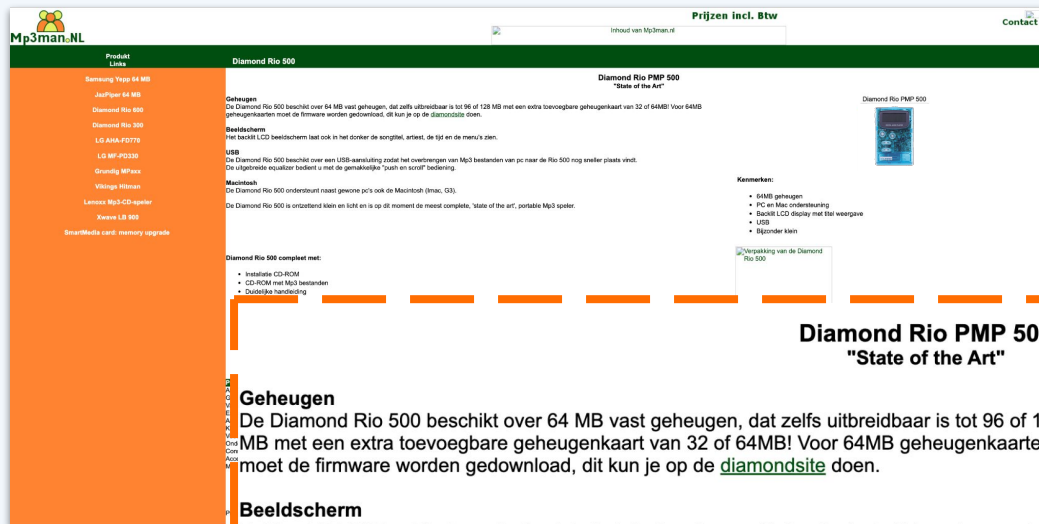 Prijzen incl. Btw
Contact
Mp3man.NL
Inhoud van Mp3man.nl
Produkt
Links
Diamond Rio 500
Samsung Yepp 64 MB
JazPiper 64 MB
Diamond Rio 600
Diamond Rio 300
LG AHA-FD770
LG MF-PD330
Grundig MPaxx
Vikings Hitman
Lenoxx Mp3-CD-speler
Xwave LB 909
SmartMedia card: memory upgrade
Diamond Rio PMP 500
"State of the Art"
Geheugen
De Diamond Rio 500 beschikt over 64 MB vast geheugen, dat zelfs uitbreidbaar is tot 96 of 128 MB met een extra toevoegbare geheugenkaart van 32 of 64MB! Voor 64MB
geheugenkaarten moet de firmware worden gedownload, dit kun je op de diamondsite doen.
Beeldscherm
Het backlit LCD beeldscherm laat ook in het donker de songtitel, artiest, de tijd en de menu's zien.
USB
De Diamond Rio 500 beschikt over een USB-aansluiting zodat het overbrengen van Mp3 bestanden van pc naar de Rio 500 nog sneller plaats vindt.
De uitgebreide equalizer bedient u met de gemakkelijke "push en scroll" bediening.
Macintosh
De Diamond Rio 500 ondersteunt naast gewone pc's ook de Macintosh (Imac, G3).
De Diamond Rio 500 is ontzettend klein en licht en is op dit moment de meest complete, 'state of the art', portable Mp3 speler.
Diamond Rio PMP 500
Kenmerken:
64MB geheugen
PC en Mac ondersteuning
Backlit LCD display met titel weergave
USB
Bijzonder klein
Verpakking van de Diamond
Rio 500
Diamond Rio 500 compleet met:
Installatie CD-ROM
CD-ROM met Mp3 bestanden
Duidelijke handleiding
Diamond Rio PMP 50
"State of the Art"
Geheugen
De Diamond Rio 500 beschikt over 64 MB vast geheugen, dat zelfs uitbreidbaar is tot 96 of 1
MB met een extra toevoegbare geheugenkaart van 32 of 64MB! Voor 64MB geheugenkaarte
moet de firmware worden gedownload, dit kun je op de diamondsite doen.
Beeldscherm